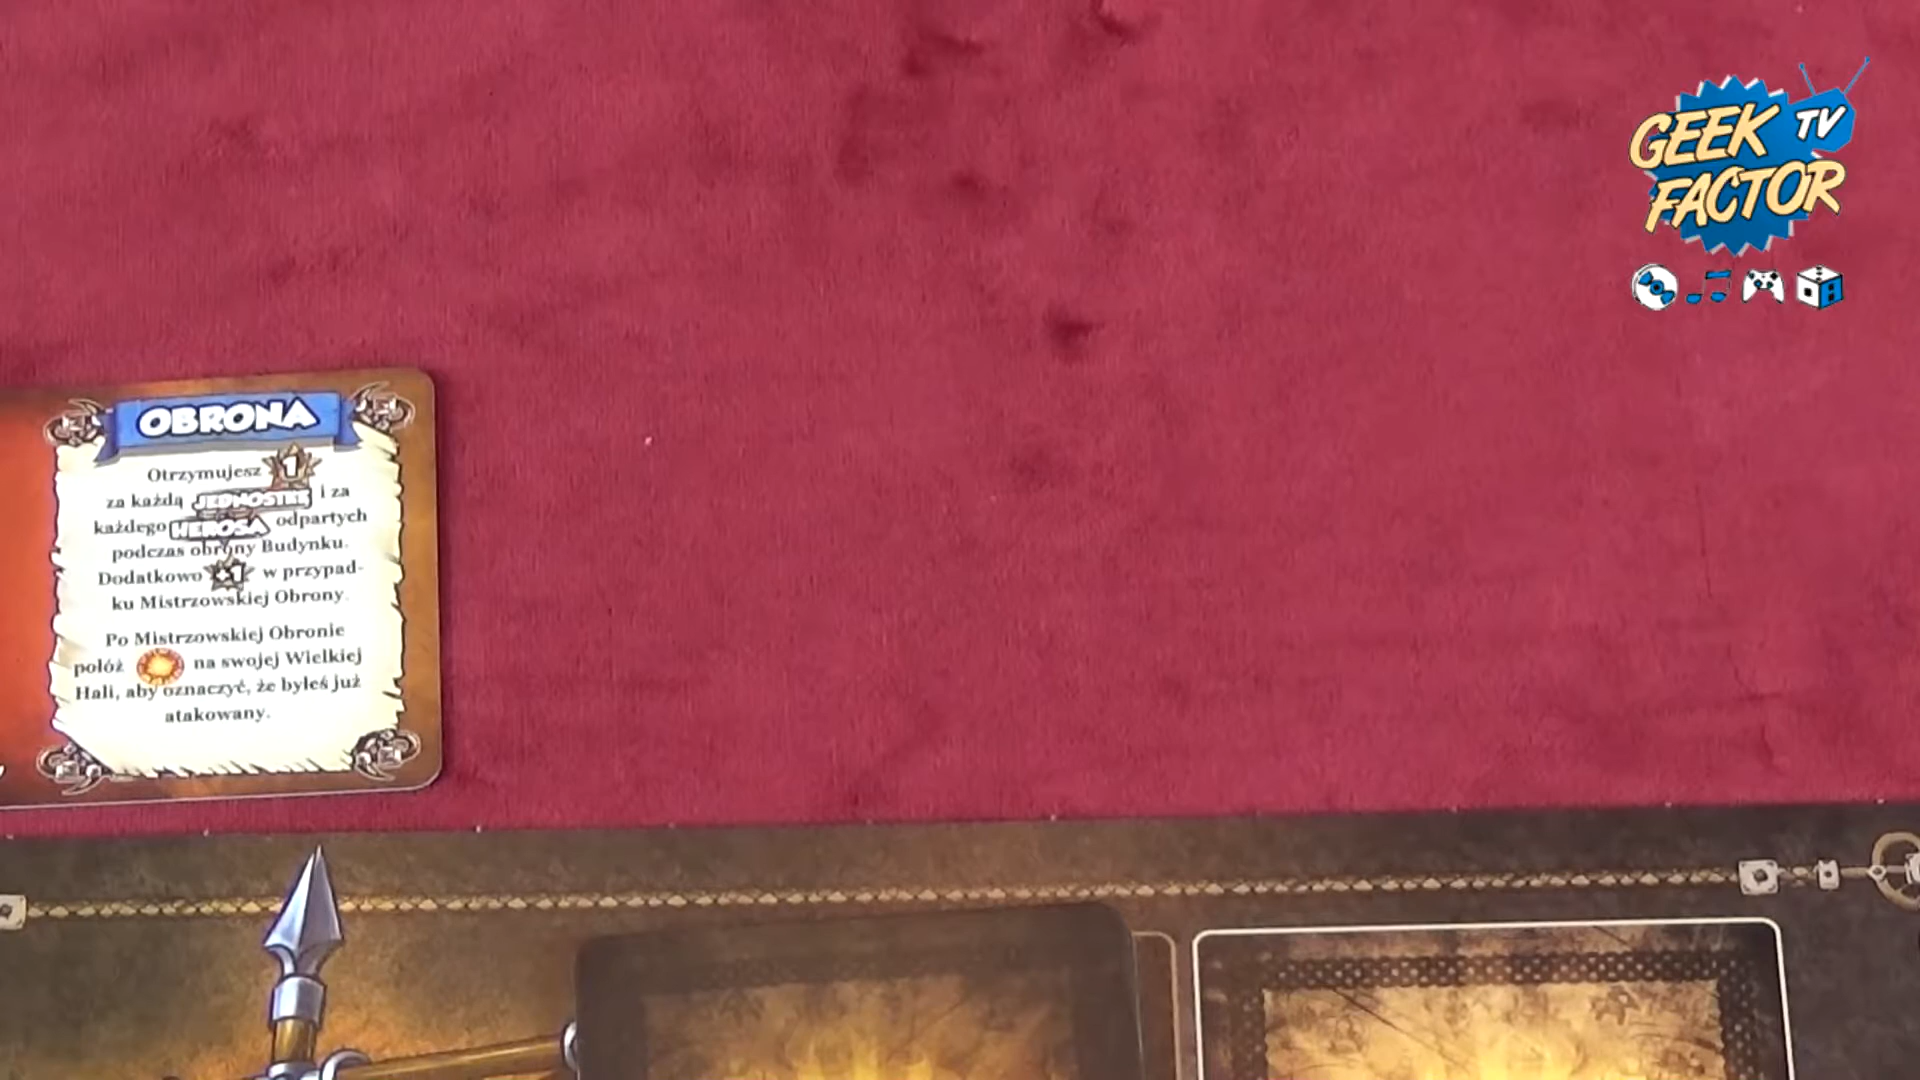 GEEK TV
FACTOR
OBRONA
Otrzymujesz 1
za każdą JEDNOSTKĘ i za
każdego HEROSA odpartych
podczas obrony Budynku.
Dodatkowo +1 w przypad-
ku Mistrzowskiej Obrony.
Po Mistrzowskiej Obronie
połóż na swojej Wielkiej
Hali, aby oznaczyć, że byłeś już
atakowany.